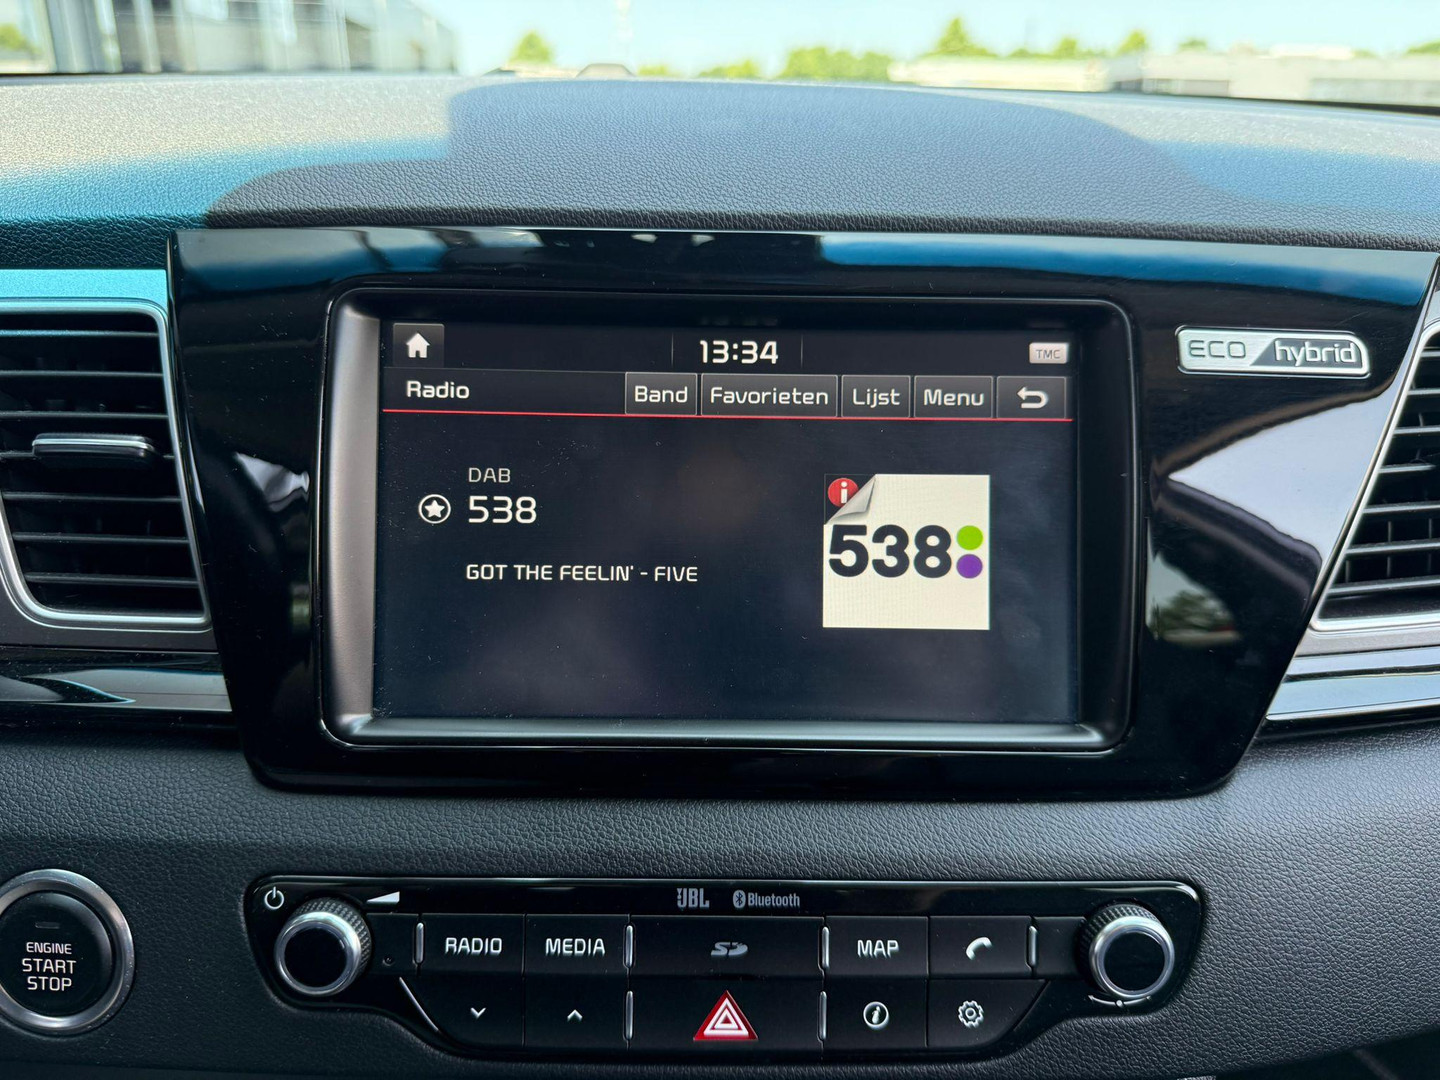 13:34
TMC
Radio
Band
Favorieten
Lijst
Menu
DAB
538
GOT THE FEELIN' - FIVE
i
538
ECO hybrid
JBL
Bluetooth
RADIO
MEDIA
SD
MAP
ENGINE
START
STOP